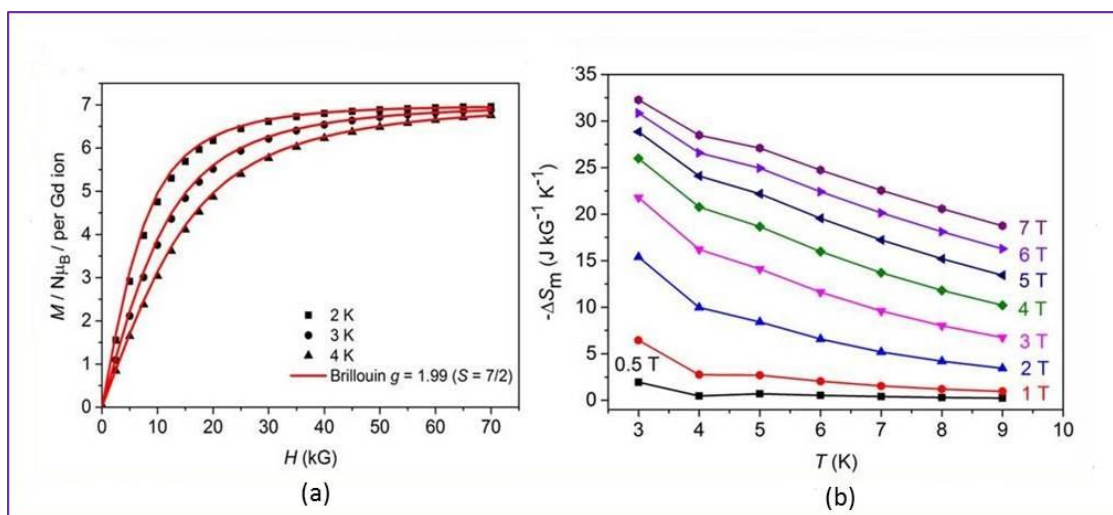 M / Nμ_B / per Gd ion
7
6
5
4
3
2
1
0
2 K
3 K
4 K
Brillouin g = 1.99 (S = 7/2)
0 10 20 30 40 50 60 70
H (kG)
(a)
-ΔS_m (J kG⁻¹ K⁻¹)
35
30
25
20
15
10
5
0
7 T
6 T
5 T
4 T
3 T
2 T
0.5 T
1 T
3 4 5 6 7 8 9 10
T (K)
(b)